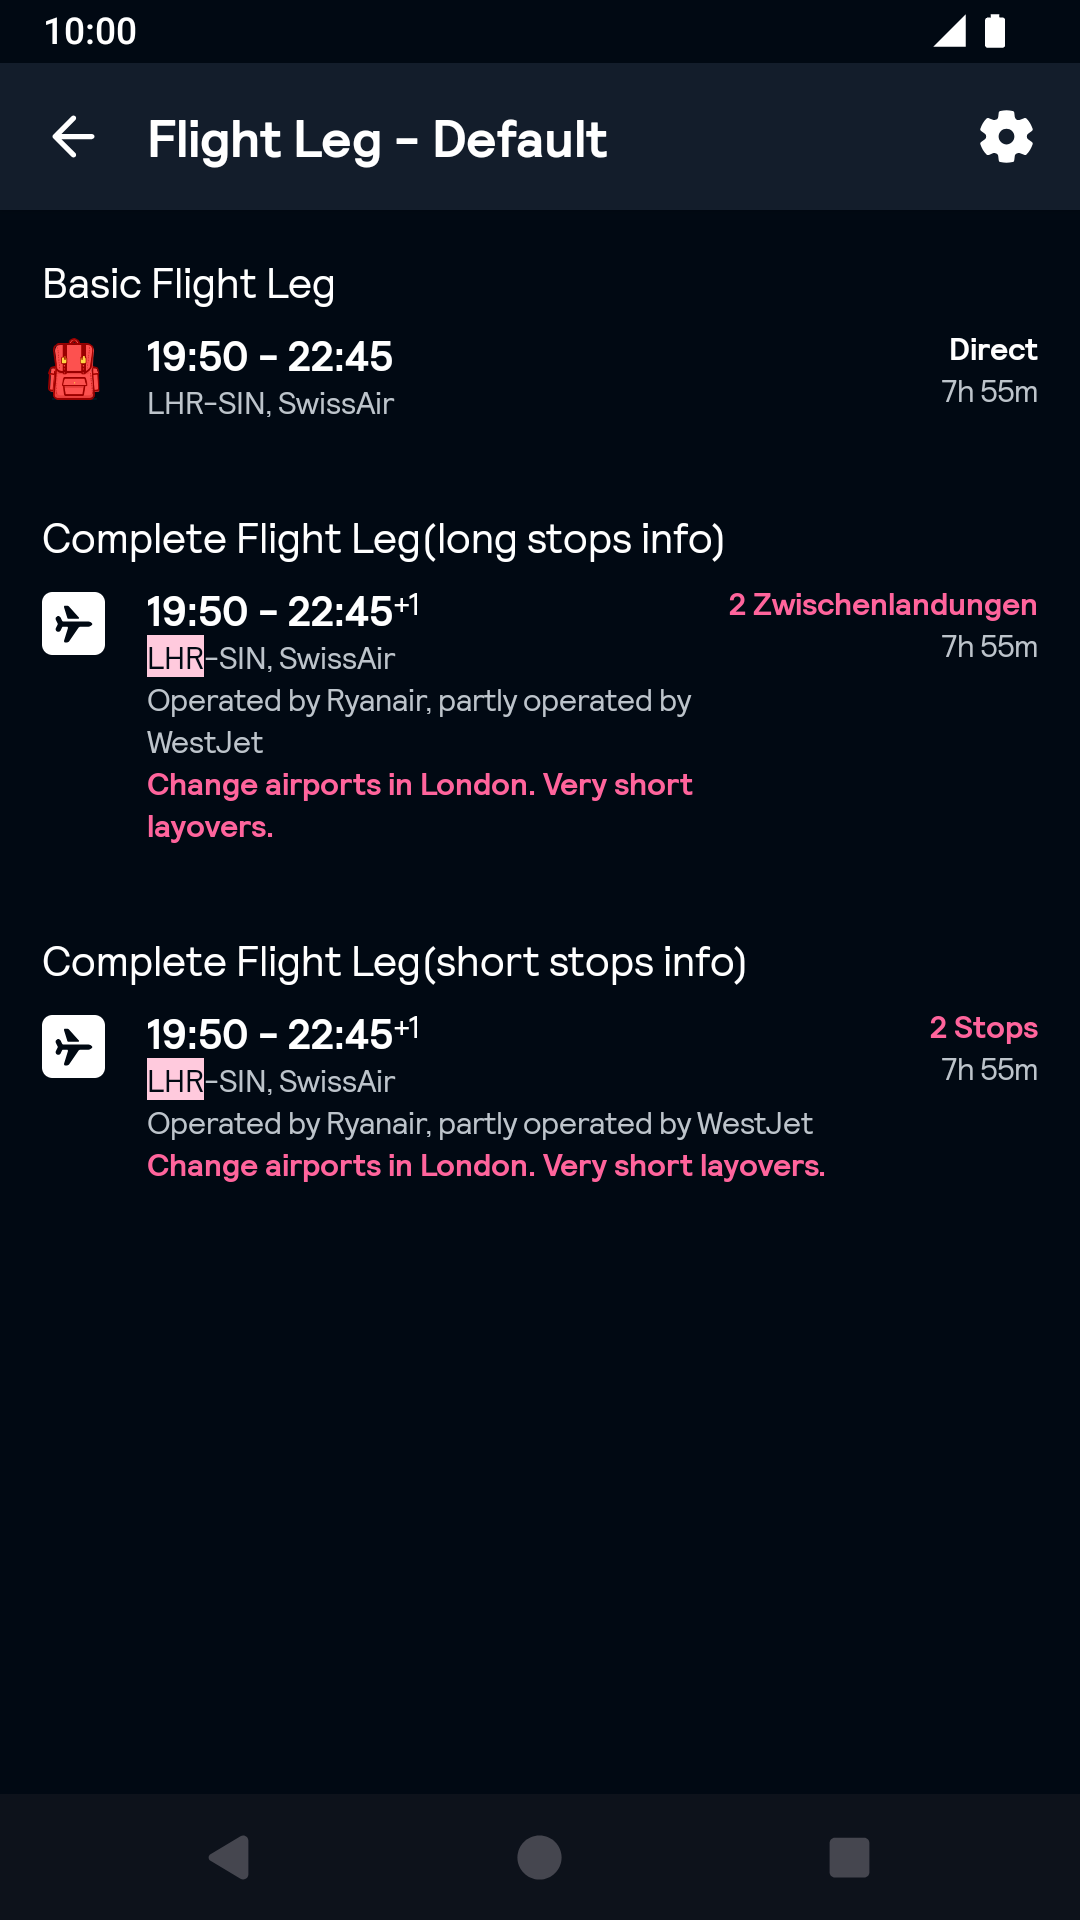 10:00
Flight Leg - Default
Basic Flight Leg
19:50 - 22:45
Direct
LHR-SIN, SwissAir
7h 55m
Complete Flight Leg(long stops info)
19:50 - 22:45+1
2 Zwischenlandungen
LHR-SIN, SwissAir
7h 55m
Operated by Ryanair, partly operated by
WestJet
Change airports in London. Very short
layovers.
Complete Flight Leg(short stops info)
19:50 - 22:45+1
2 Stops
LHR-SIN, SwissAir
7h 55m
Operated by Ryanair, partly operated by WestJet
Change airports in London. Very short layovers.